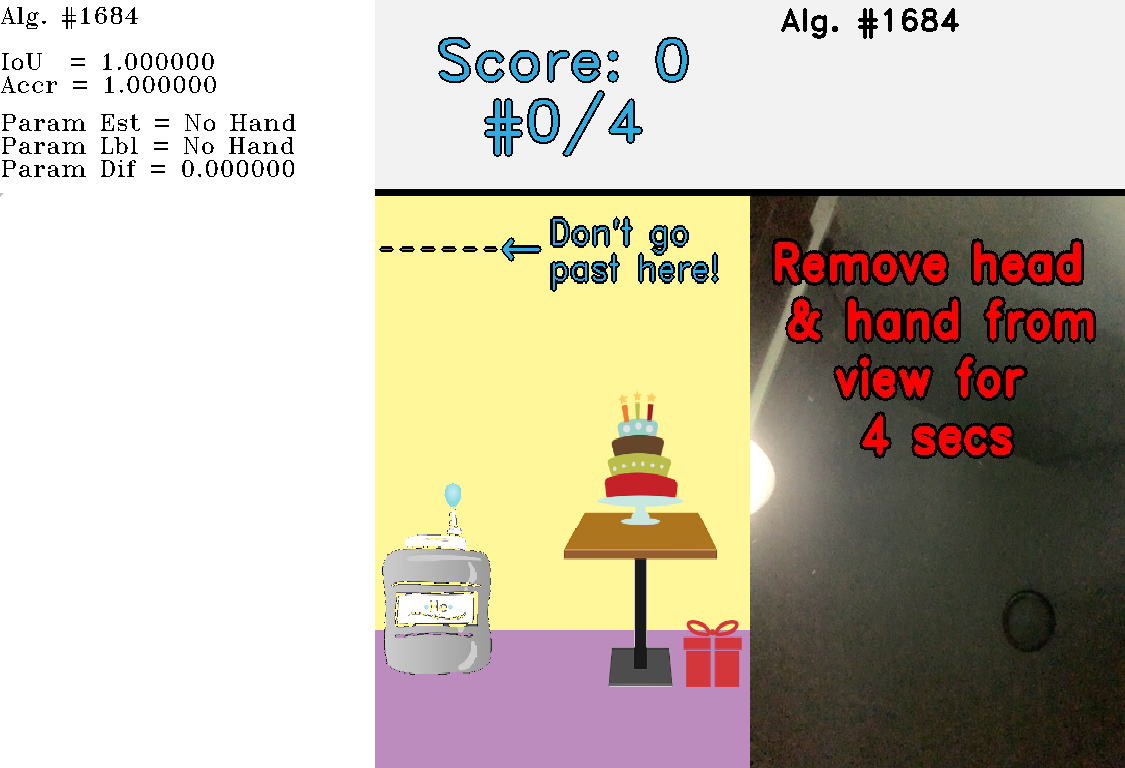 Alg. #1684
IoU = 1.000000
Accr = 1.000000
Param Est = No Hand
Param Lbl = No Hand
Param Dif = 0.000000
Score: 0
#0/4
Alg. #1684
Don't go
past here!
Remove head
& hand from
view for
4 secs